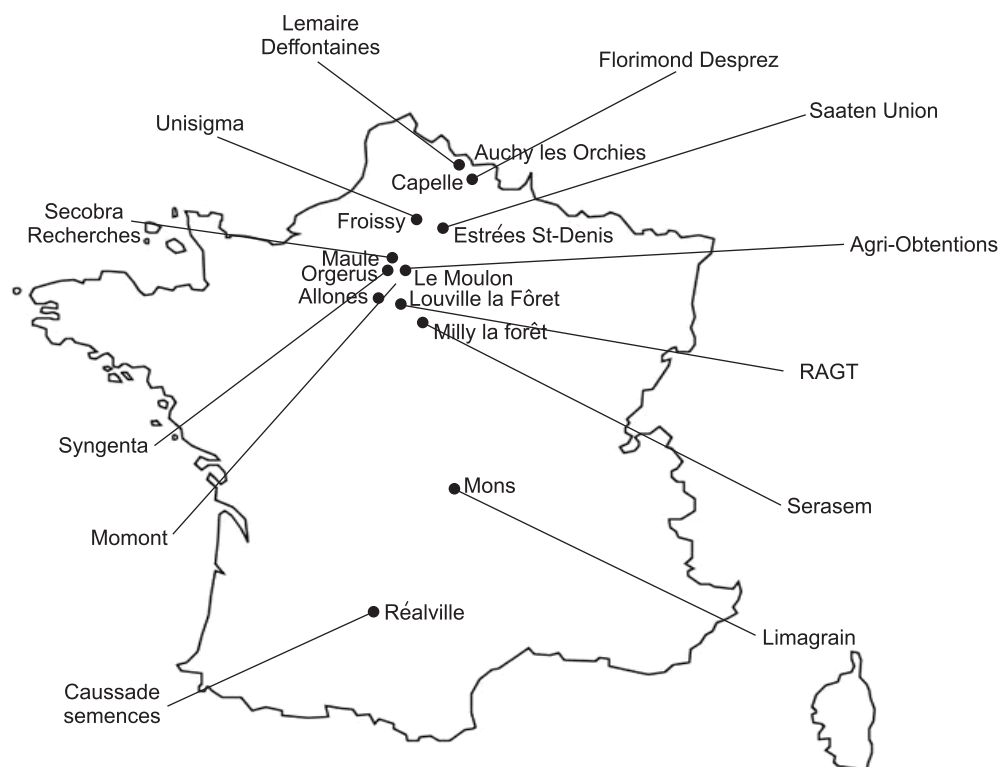 Lemaire
Deffontaines
Florimond Desprez
Saaten Union
Unisigma
Auchy les Orchies
Capelle
Secobra
Recherches
Froissy
Estrées St-Denis
Agri-Obtentions
Maule
Orgerus
Le Moulon
Allones
Louville la Fôret
Milly la forêt
RAGT
Syngenta
Mons
Serasem
Momont
Réalville
Limagrain
Caussade
semences